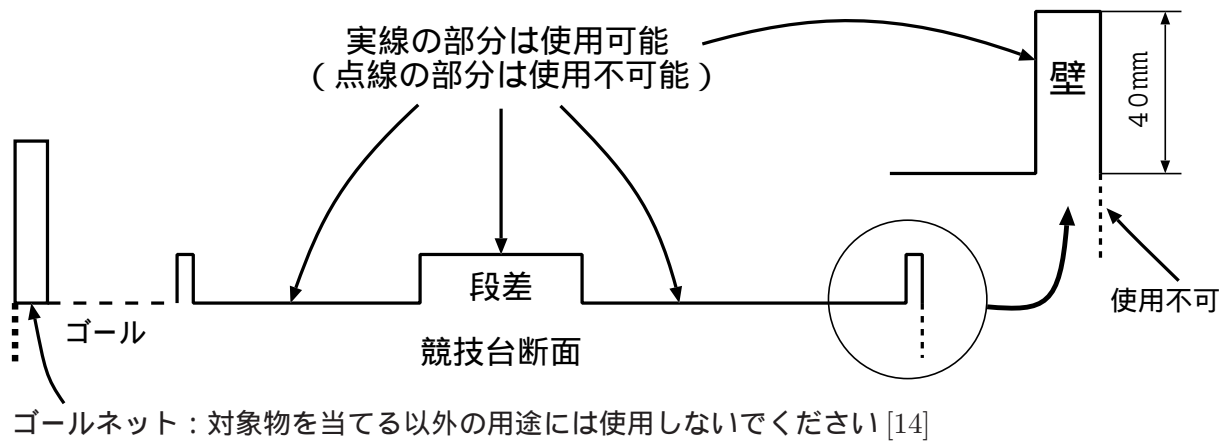 実線の部分は使用可能
（点線の部分は使用不可能）
壁
40mm
段差
ゴール
競技台断面
使用不可
ゴールネット：対象物を当てる以外の用途には使用しないでください [14]